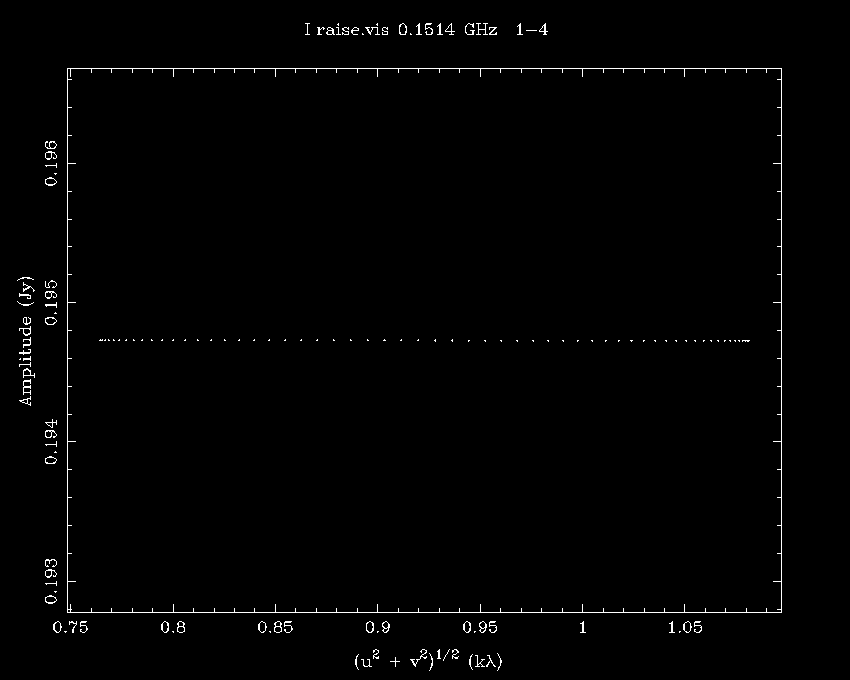 I raise.vis 0.1514 GHz 1−4
0.196
0.195
0.194
0.193
Amplitude (Jy)
0.75 0.8 0.85 0.9 0.95 1 1.05
(u² + v²)¹/² (kλ)